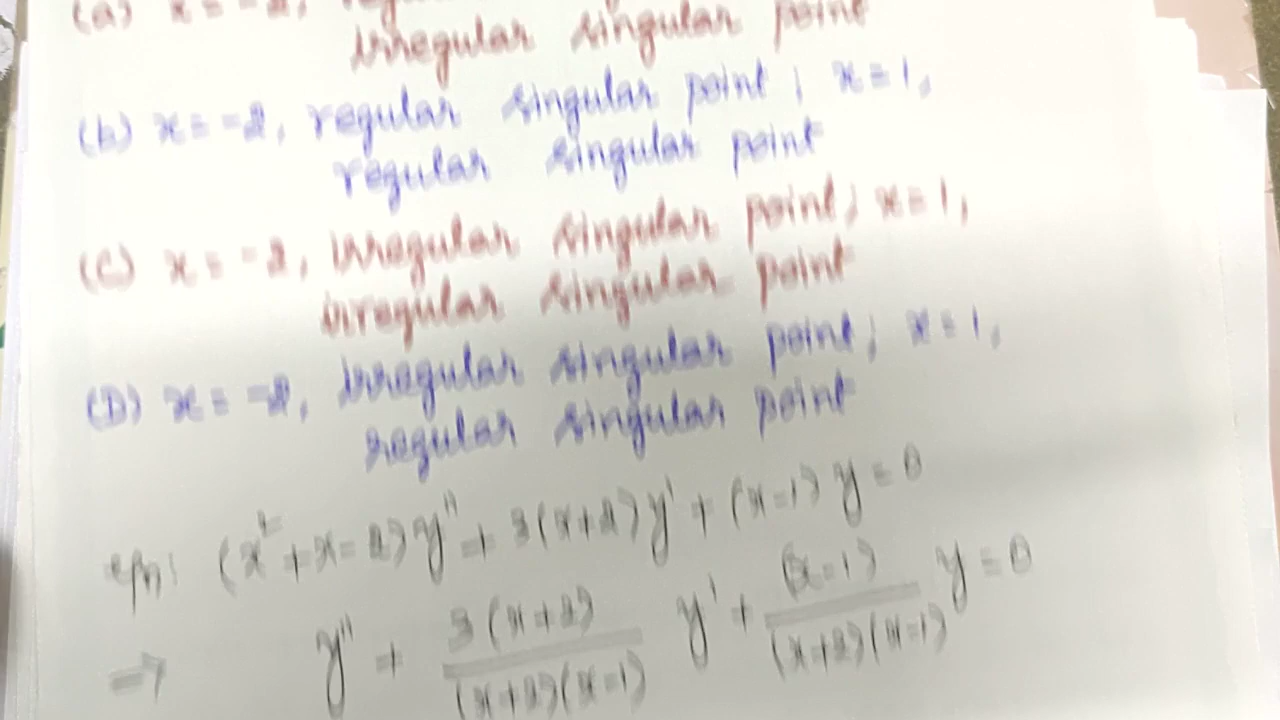 (a) x = -2,
irregular singular point
(b) x = -2, regular singular point ; x = 1,
regular singular point
(C) x = -2, irregular singular point ; x = 1,
irregular singular point
(D) x = -2, irregular singular point ; x = 1,
regular singular point
eqn: (x² + x - 2) y'' + 3(x+2) y' + (x-1) y = 0
⇒ y'' + 3(x+2)/(x+2)(x-1) y' + (x-1)/(x+2)(x-1) y = 0